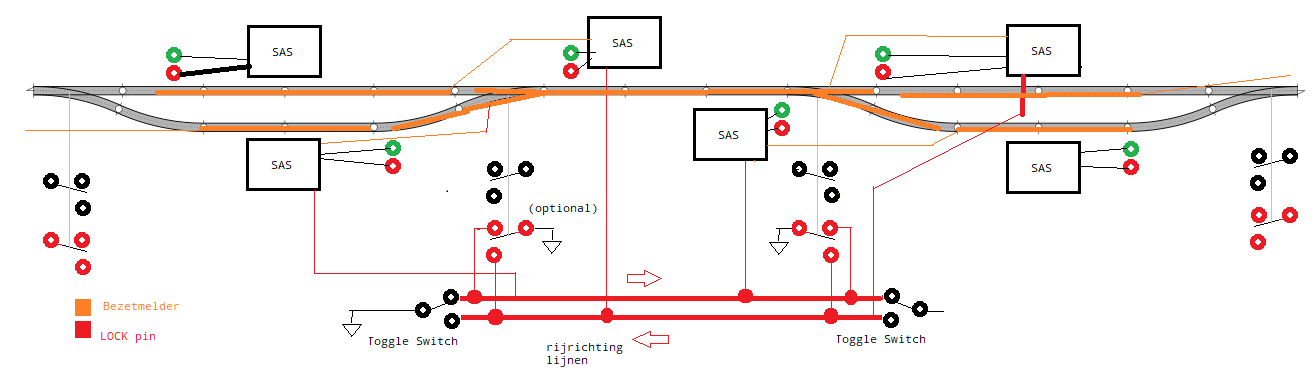 SAS
SAS
SAS
SAS
SAS
SAS
(optional)
Bezetmelder
LOCK pin
Toggle Switch
Toggle Switch
rijrichting
lijnen